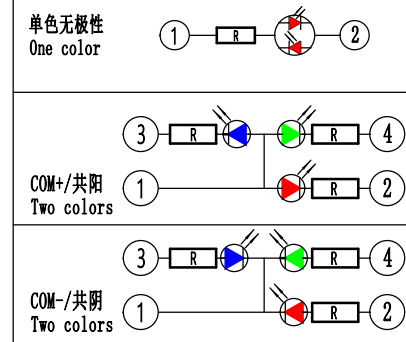 单色无极性
One color
1 R 2
3 R R 4
COM+/共阳
Two colors
1 R 2
3 R R 4
COM-/共阴
Two colors
1 R 2